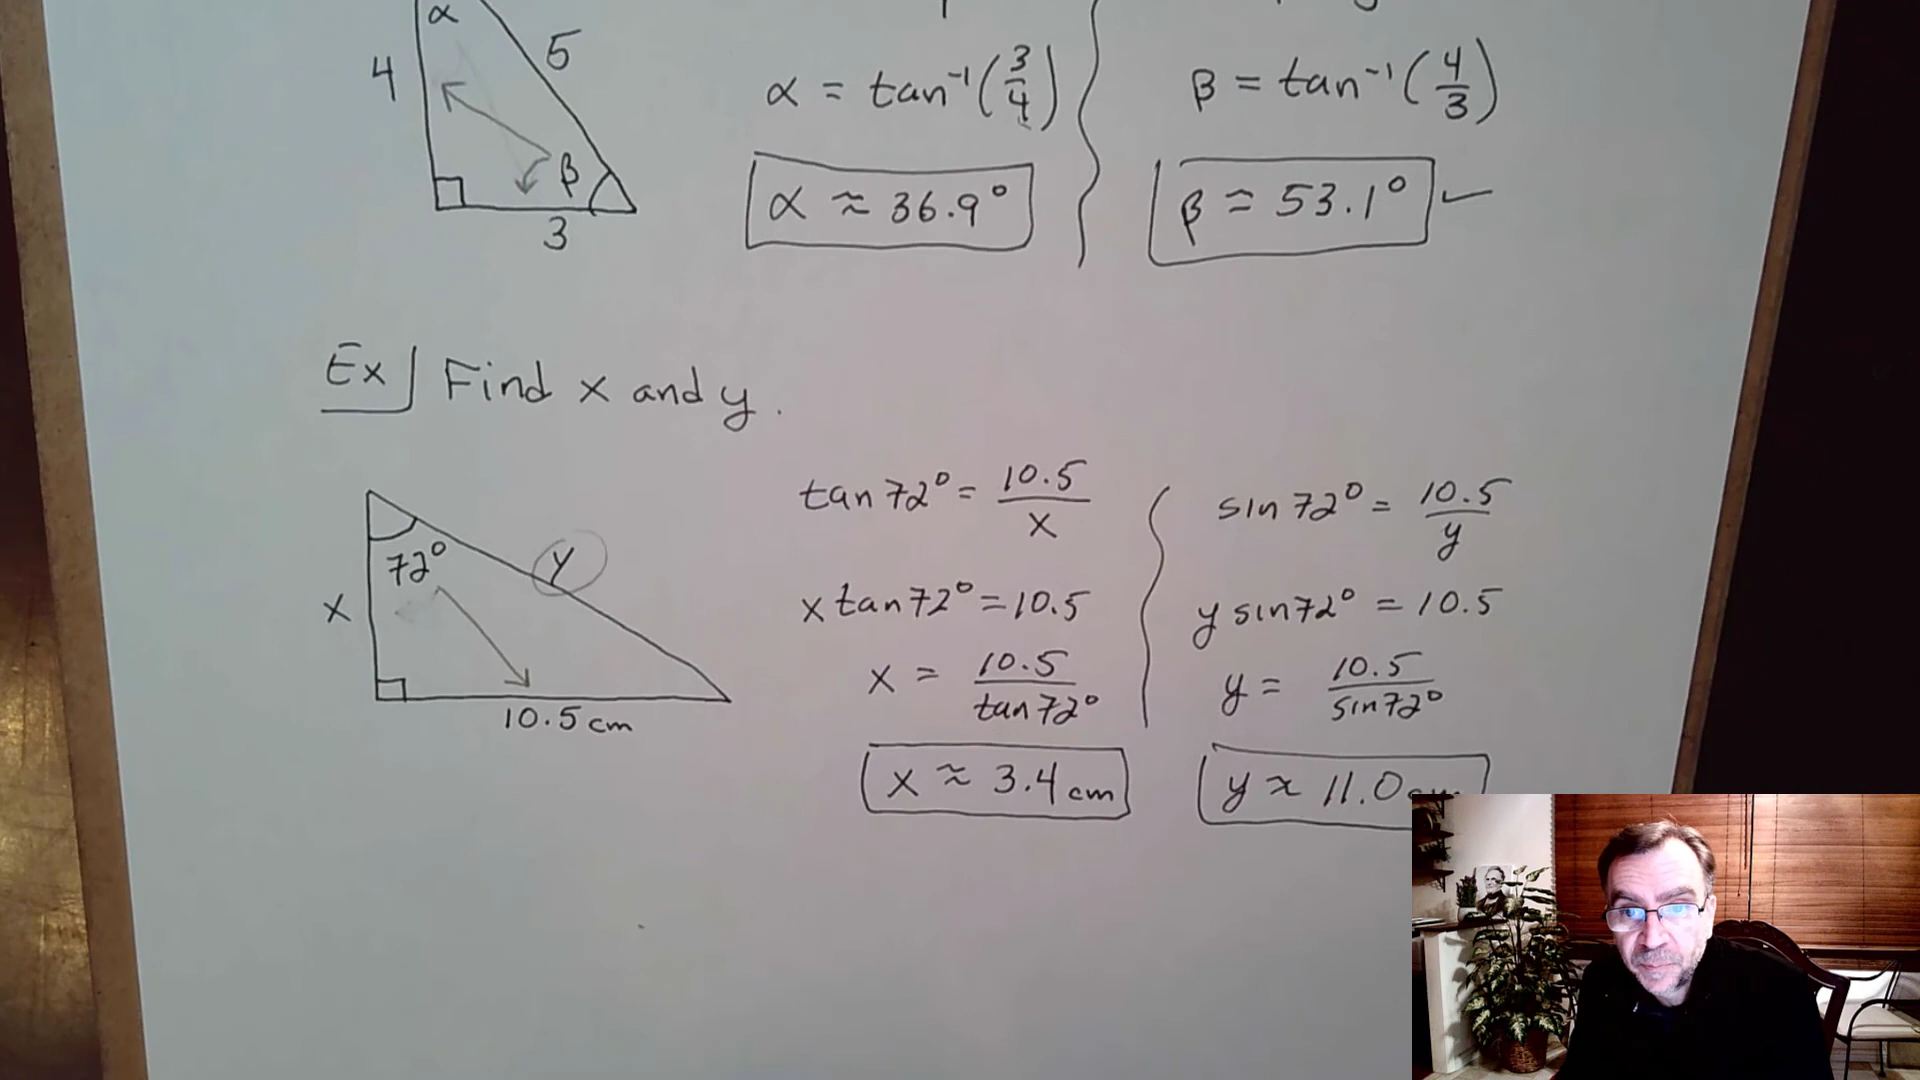 α
4
5
β
3
α = tan⁻¹(3/4)
α ≈ 36.9°
β = tan⁻¹(4/3)
β ≈ 53.1° ✓
Ex] Find x and y.
72°
y
x
10.5 cm
tan 72° = 10.5/x
x tan 72° = 10.5
x = 10.5/tan 72°
x ≈ 3.4 cm
sin 72° = 10.5/y
y sin 72° = 10.5
y = 10.5/sin 72°
y ≈ 11.0